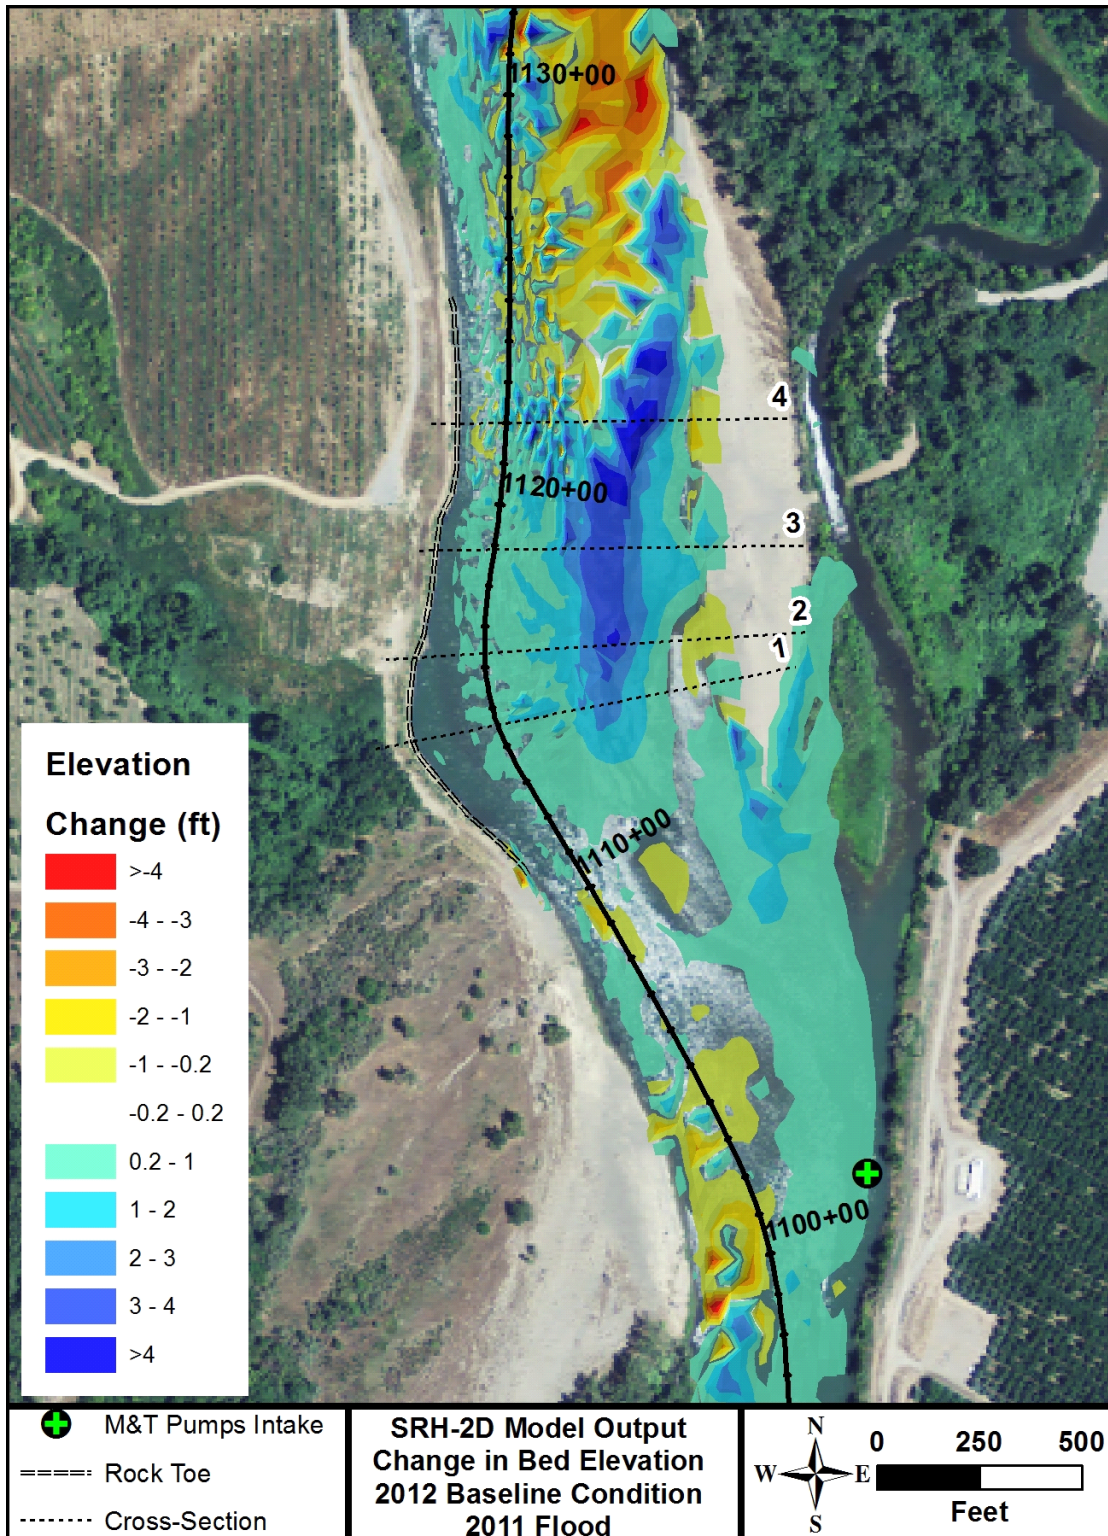 1130+00
4
1120+00
3
2
1
1110+00
1100+00
Elevation
Change (ft)
>-4
-4 - -3
-3 - -2
-2 - -1
-1 - -0.2
-0.2 - 0.2
0.2 - 1
1 - 2
2 - 3
3 - 4
>4
M&T Pumps Intake
Rock Toe
Cross-Section
SRH-2D Model Output
Change in Bed Elevation
2012 Baseline Condition
2011 Flood
N
W E
S
0 250 500
Feet